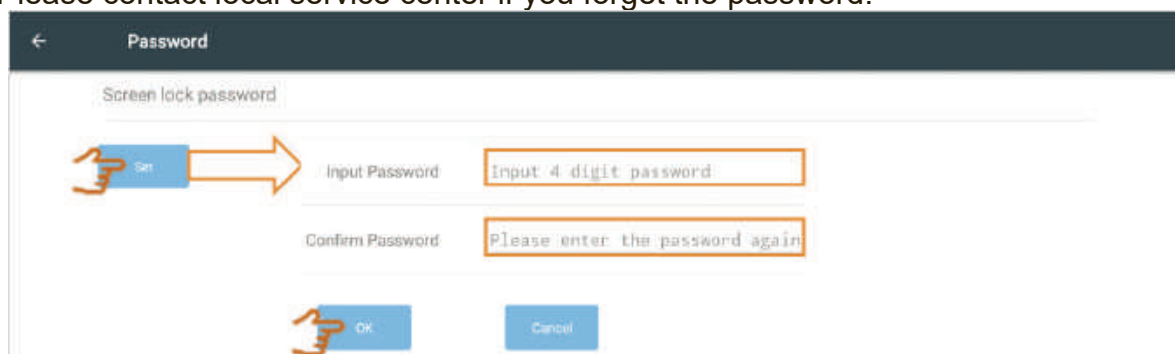 Please contact local service center if you forget the password.
Password
Screen lock password
Set
Input Password
Input 4 digit password
Confirm Password
Please enter the password again
OK
Cancel